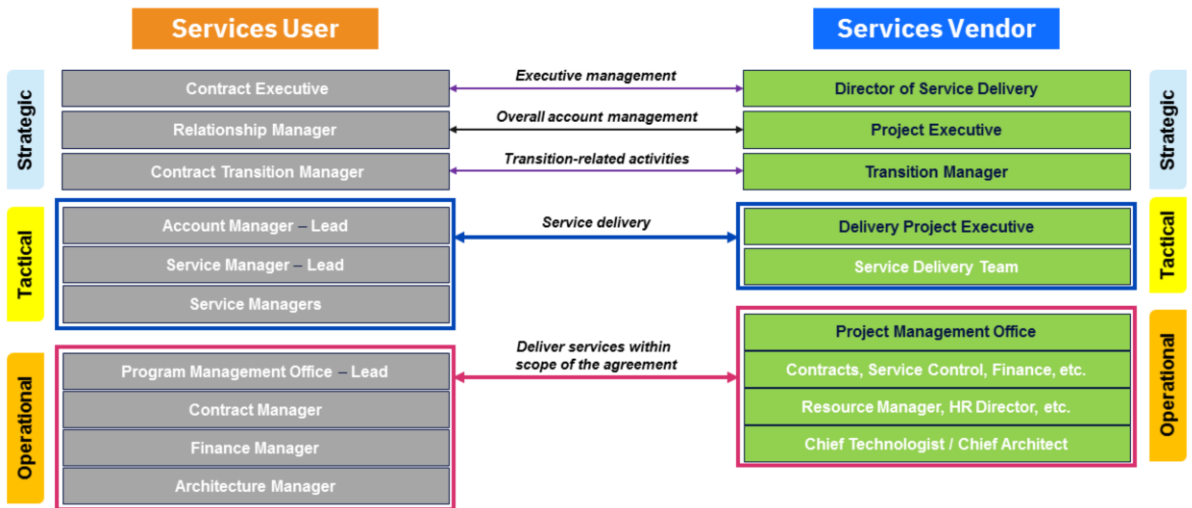 Services User
Services Vendor
Strategic
Contract Executive
Executive management
Director of Service Delivery
Strategic
Relationship Manager
Overall account management
Project Executive
Contract Transition Manager
Transition-related activities
Transition Manager
Tactical
Account Manager – Lead
Service delivery
Delivery Project Executive
Tactical
Service Manager – Lead
Service Delivery Team
Service Managers
Operational
Project Management Office
Operational
Program Management Office – Lead
Deliver services within
scope of the agreement
Contracts, Service Control, Finance, etc.
Contract Manager
Resource Manager, HR Director, etc.
Finance Manager
Chief Technologist / Chief Architect
Architecture Manager